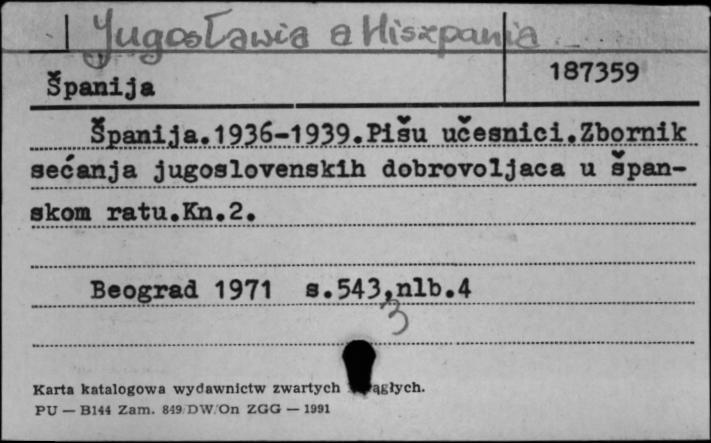 Jugosławia a Hiszpania
Španija
187359
Španija.1936-1939.Pišu učesnici.Zbornik
sećanja jugoslovenskih dobrovoljaca u špan-
skom ratu.Kn.2.
Beograd 1971 s.543,nlb.4
3
Karta katalogowa wydawnictw zwartych
PU — B144 Zam. 849/DW/On ZGG — 1991